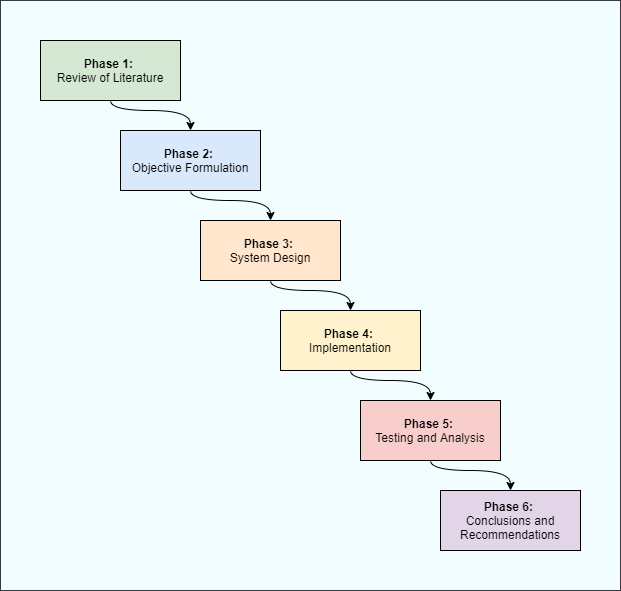 Phase 1:
Review of Literature
Phase 2:
Objective Formulation
Phase 3:
System Design
Phase 4:
Implementation
Phase 5:
Testing and Analysis
Phase 6:
Conclusions and
Recommendations